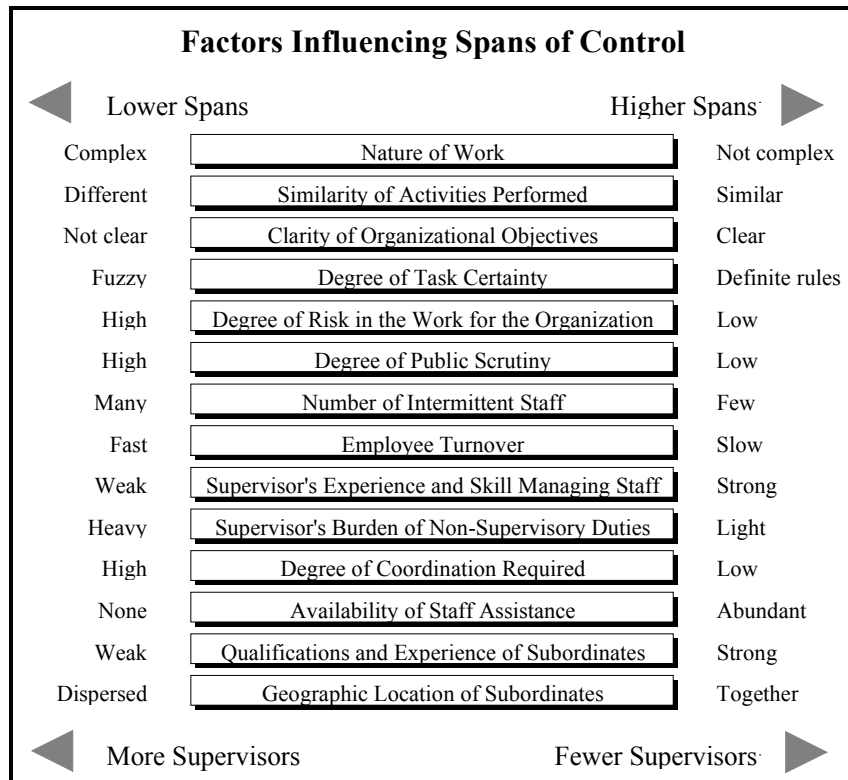 Factors Influencing Spans of Control
Lower Spans Higher Spans
Complex Nature of Work Not complex
Different Similarity of Activities Performed Similar
Not clear Clarity of Organizational Objectives Clear
Fuzzy Degree of Task Certainty Definite rules
High Degree of Risk in the Work for the Organization Low
High Degree of Public Scrutiny Low
Many Number of Intermittent Staff Few
Fast Employee Turnover Slow
Weak Supervisor's Experience and Skill Managing Staff Strong
Heavy Supervisor's Burden of Non-Supervisory Duties Light
High Degree of Coordination Required Low
None Availability of Staff Assistance Abundant
Weak Qualifications and Experience of Subordinates Strong
Dispersed Geographic Location of Subordinates Together
More Supervisors Fewer Supervisors